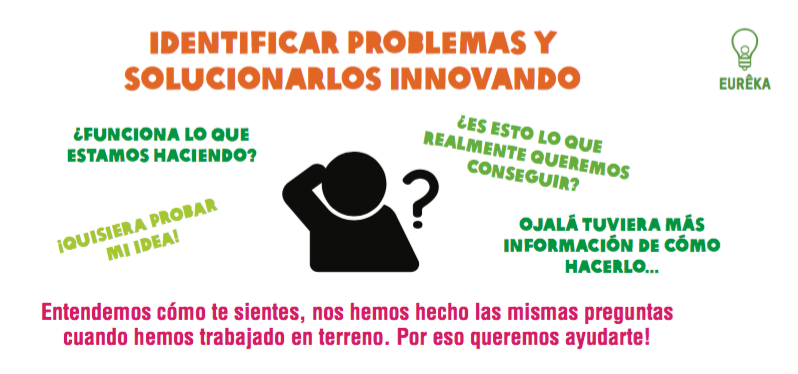 IDENTIFICAR PROBLEMAS Y
SOLUCIONARLOS INNOVANDO
EURÊKA
¿FUNCIONA LO QUE
ESTAMOS HACIENDO?
¿ES ESTO LO QUE
REALMENTE QUEREMOS
CONSEGUIR?
¡QUISIERA PROBAR
MI IDEA!
?
OJALÁ TUVIERA MÁS
INFORMACIÓN DE CÓMO
HACERLO...
Entendemos cómo te sientes, nos hemos hecho las mismas preguntas
cuando hemos trabajado en terreno. Por eso queremos ayudarte!